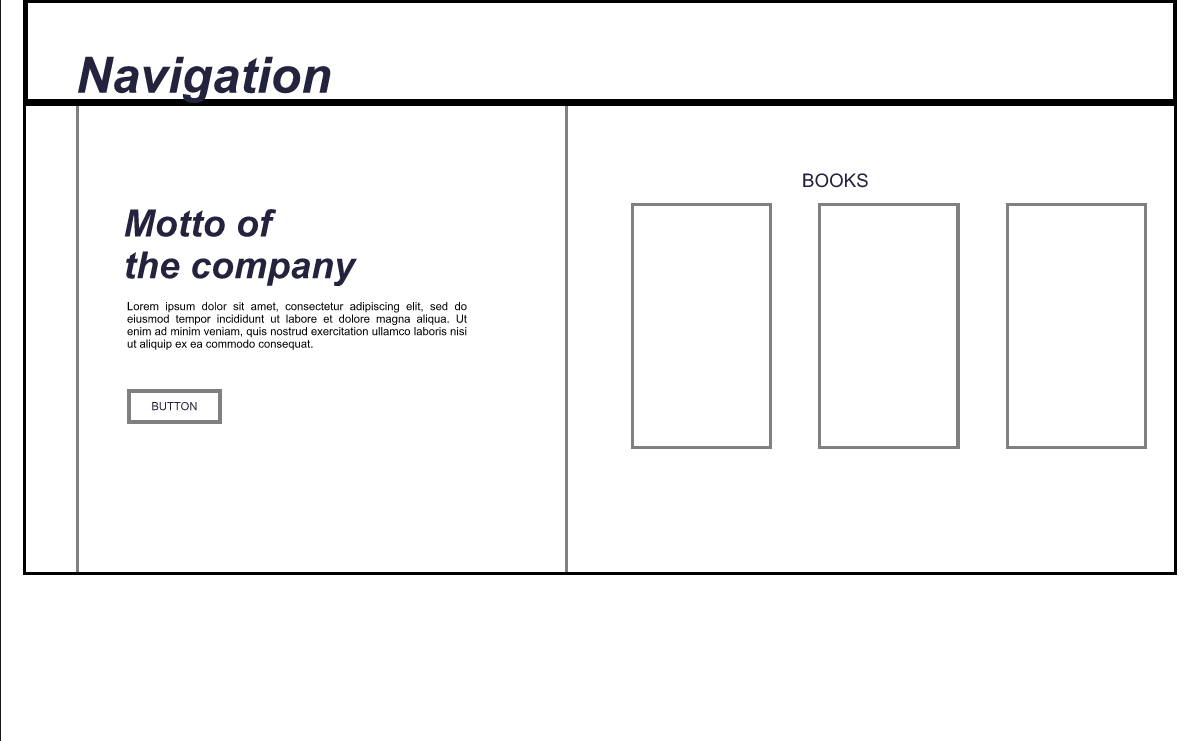 Navigation
Motto of
the company
Lorem ipsum dolor sit amet, consectetur adipiscing elit, sed do
eiusmod tempor incididunt ut labore et dolore magna aliqua. Ut
enim ad minim veniam, quis nostrud exercitation ullamco laboris nisi
ut aliquip ex ea commodo consequat.
BUTTON
BOOKS